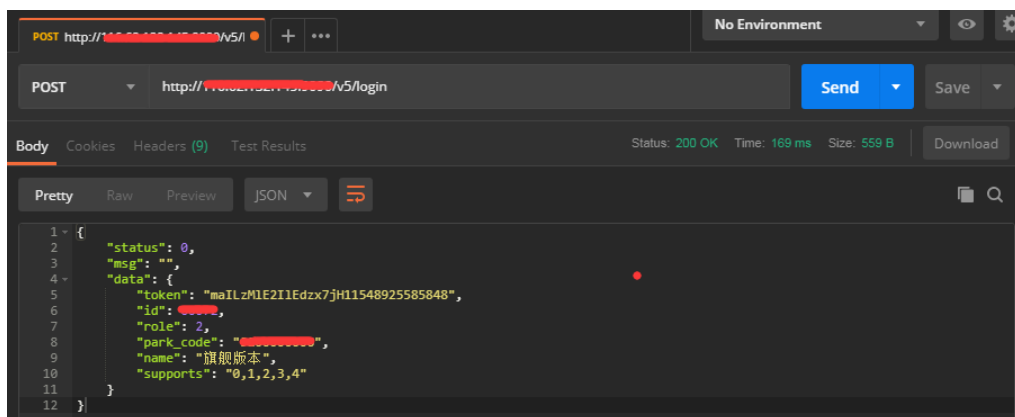 POST http:// /v5/l
No Environment
POST http:// /v5/login Send Save
Body Cookies Headers (9) Test Results Status: 200 OK Time: 169 ms Size: 559 B Download
Pretty Raw Preview JSON
1 {
2 "status": 0,
3 "msg": "",
4 "data": {
5 "token": "maILzMlE2IlEdzx7jH11548925585848",
6 "id": ,
7 "role": 2,
8 "park_code": "",
9 "name": "旗舰版本",
10 "supports": "0,1,2,3,4"
11 }
12 }